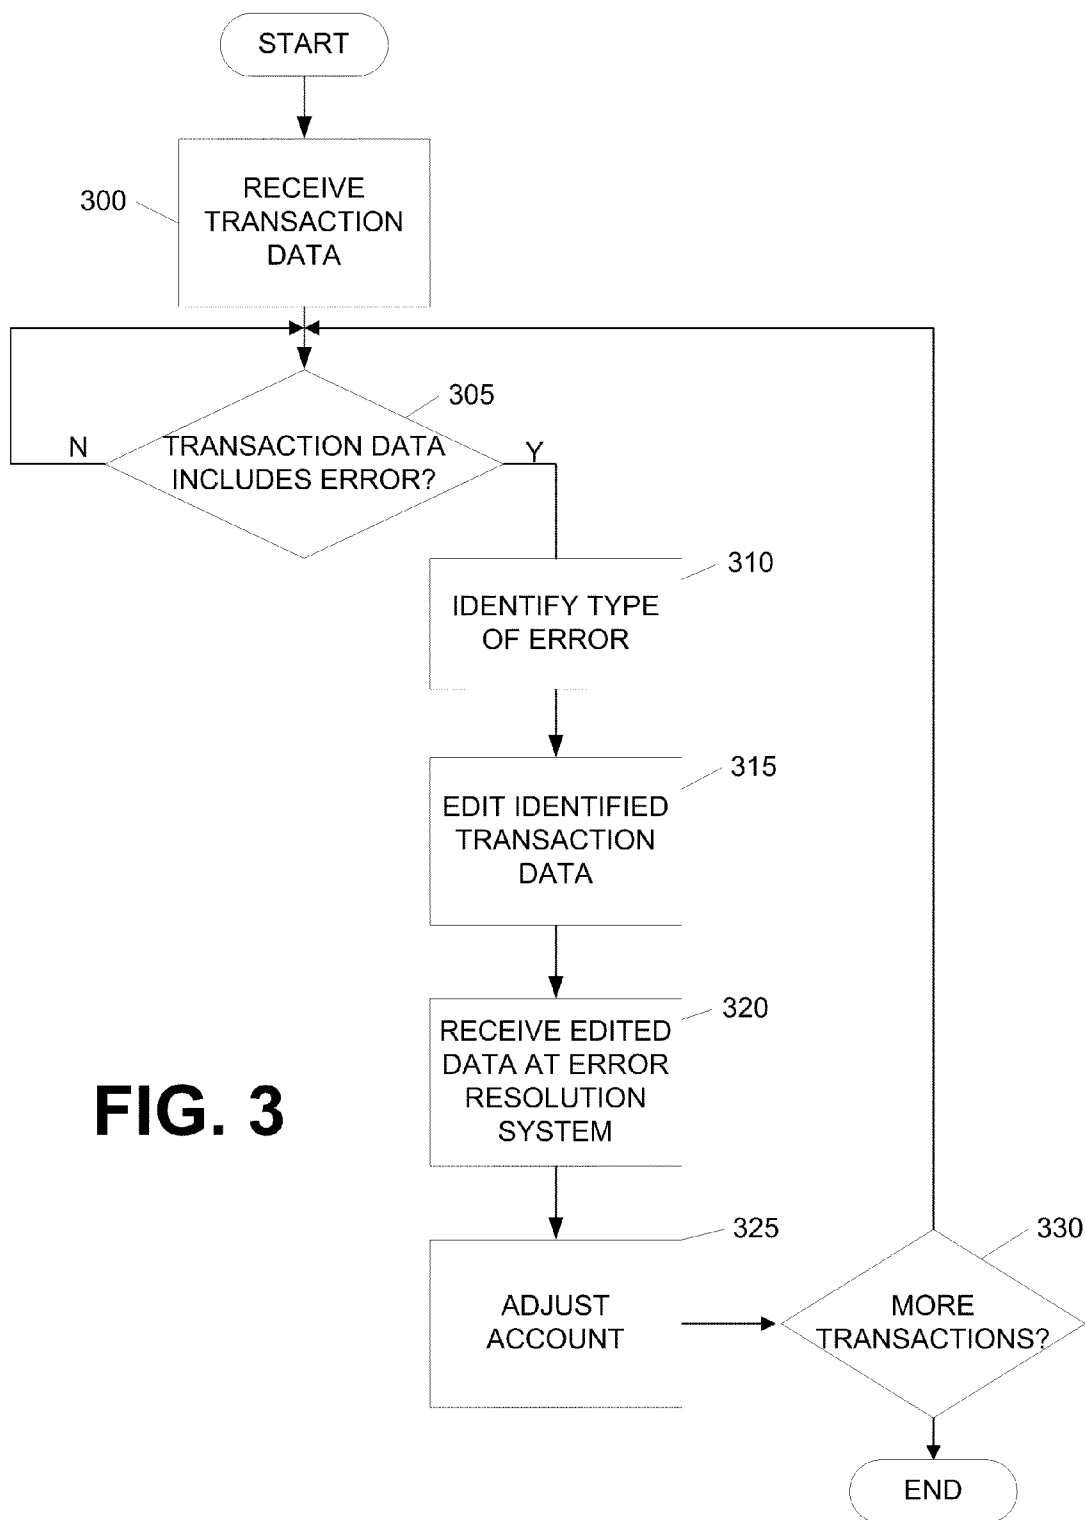 START
300
RECEIVE
TRANSACTION
DATA
305
N
TRANSACTION DATA
INCLUDES ERROR?
Y
310
IDENTIFY TYPE
OF ERROR
315
EDIT IDENTIFIED
TRANSACTION
DATA
320
RECEIVE EDITED
DATA AT ERROR
RESOLUTION
SYSTEM
FIG. 3
325
ADJUST
ACCOUNT
330
MORE
TRANSACTIONS?
END